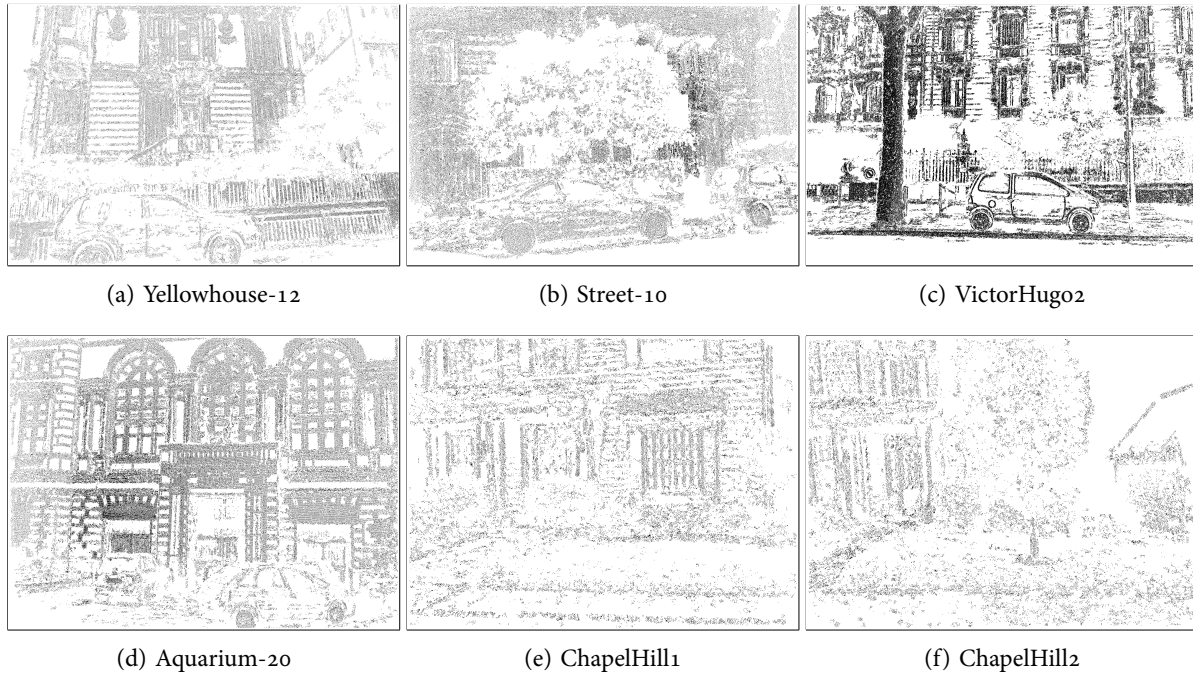 (a) Yellowhouse-12
(b) Street-10
(c) VictorHugo2
(d) Aquarium-20
(e) ChapelHill1
(f) ChapelHill2